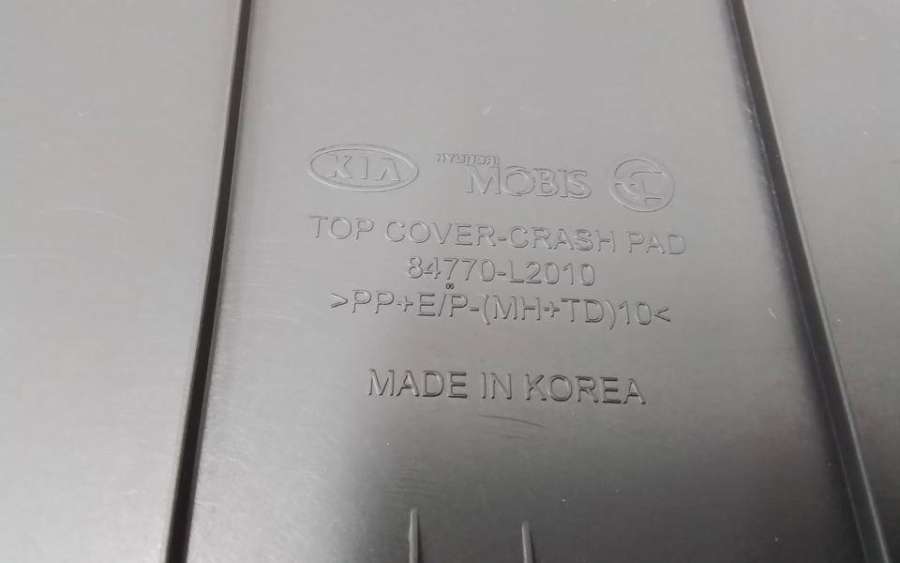 KIA HYUNDAI MOBIS
TOP COVER-CRASH PAD
84770-L2010
>PP+E/P-(MH+TD)10<
MADE IN KOREA